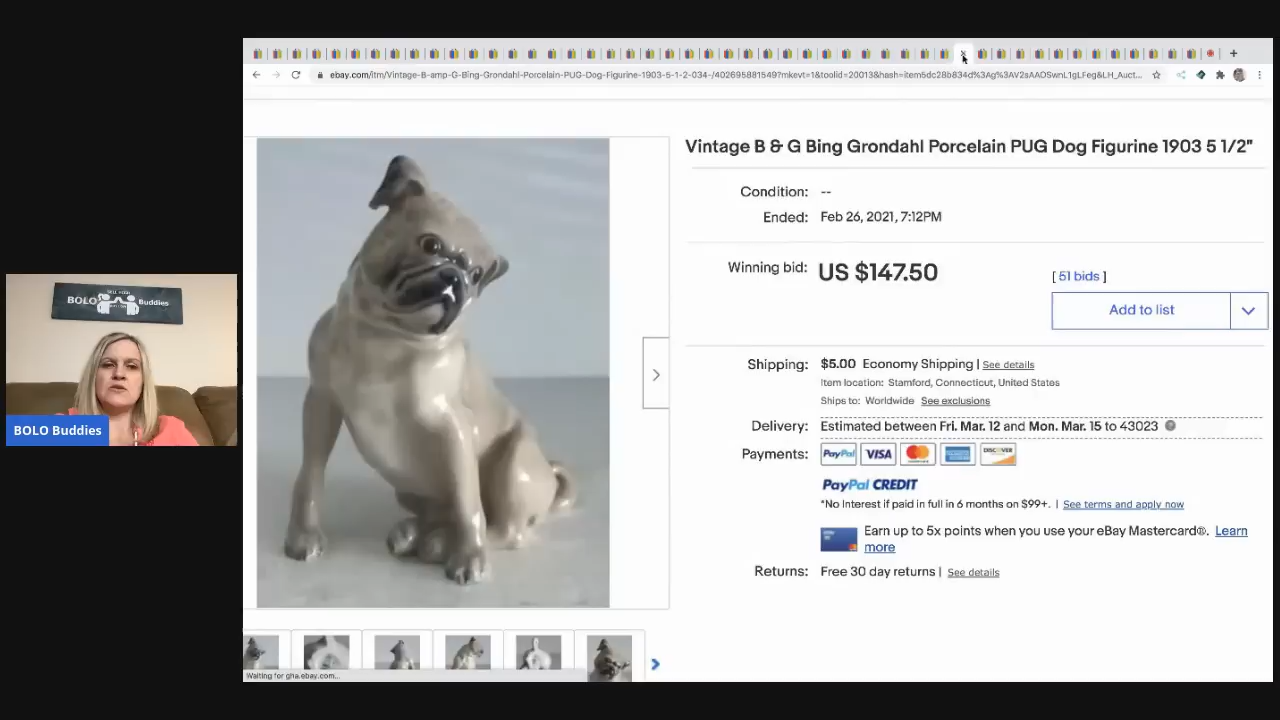 ebay.com/itm/Vintage-B-amp-G-Bing-Grondahl-Porcelain-PUG-Dog-Figurine-1903-5-1-2-034-/402695881549?mkevt=1&toolid=20013&hash=item5dc28b834d%3Ag%3AV2sAAOSwnL1gLFeg&LH_Auct...
Vintage B & G Bing Grondahl Porcelain PUG Dog Figurine 1903 5 1/2"
Condition: --
Ended: Feb 26, 2021, 7:12PM
Winning bid: US $147.50 [ 51 bids ]
Add to list
Shipping: $5.00 Economy Shipping | See details
Item location: Stamford, Connecticut, United States
Ships to: Worldwide See exclusions
Delivery: Estimated between Fri. Mar. 12 and Mon. Mar. 15 to 43023
Payments: PayPal VISA MasterCard DISCOVER
PayPal CREDIT
*No Interest if paid in full in 6 months on $99+. | See terms and apply now
Earn up to 5x points when you use your eBay Mastercard®. Learn
more
Returns: Free 30 day returns | See details
Waiting for gha.ebay.com...
BOLO Buddies
BOLO Buddies